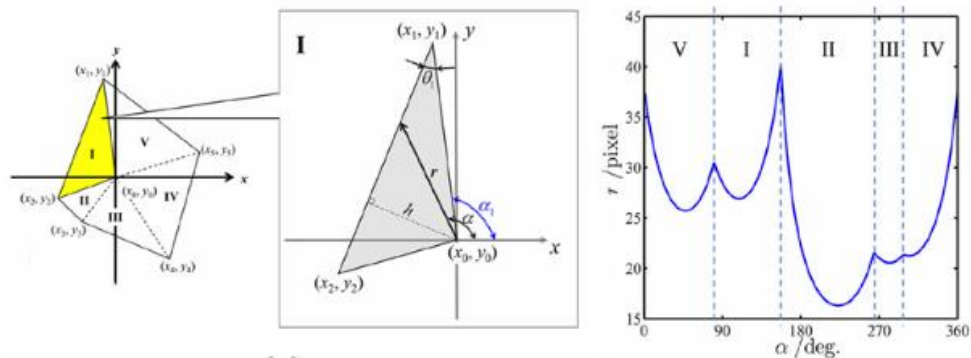 y
(x₁, y₁)
V
I
(x₅, y₅)
x
(x₂, y₂)
(x₀, y₀)
II
IV
III
(x₃, y₃)
(x₄, y₄)
I
(x₁, y₁)
y
θ₁
r
α₁
h
α
x
(x₀, y₀)
(x₂, y₂)
45
40
35
30
25
20
15
r /pixel
V
I
II
III
IV
0
90
180
270
360
α /deg.